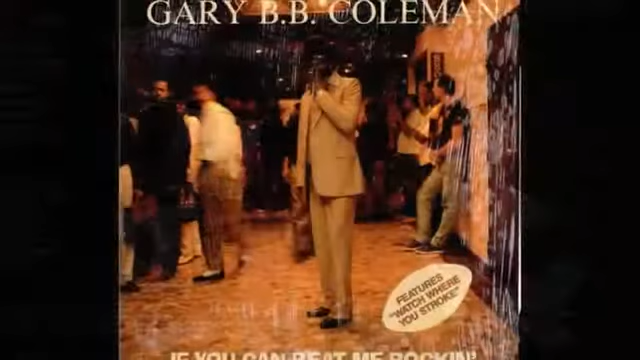 GARY B.B. COLEMAN
FEATURES
"WATCH WHERE
YOU STROKE"
IF YOU CAN BEAT ME ROCKIN'